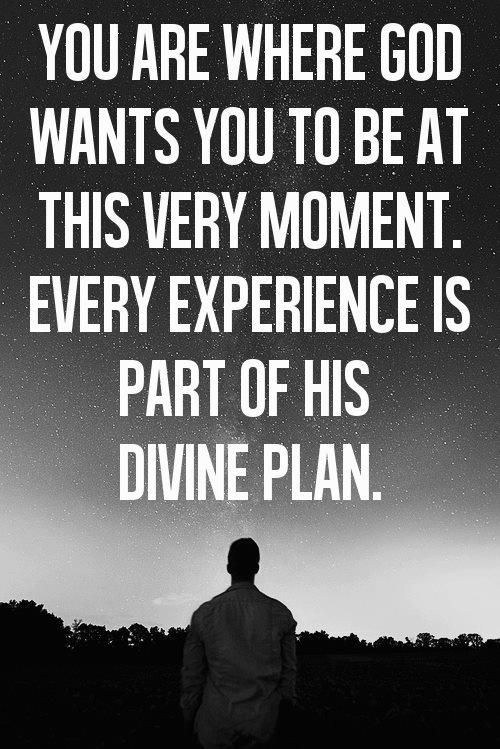 YOU ARE WHERE GOD
WANTS YOU TO BE AT
THIS VERY MOMENT.
EVERY EXPERIENCE IS
PART OF HIS
DIVINE PLAN.